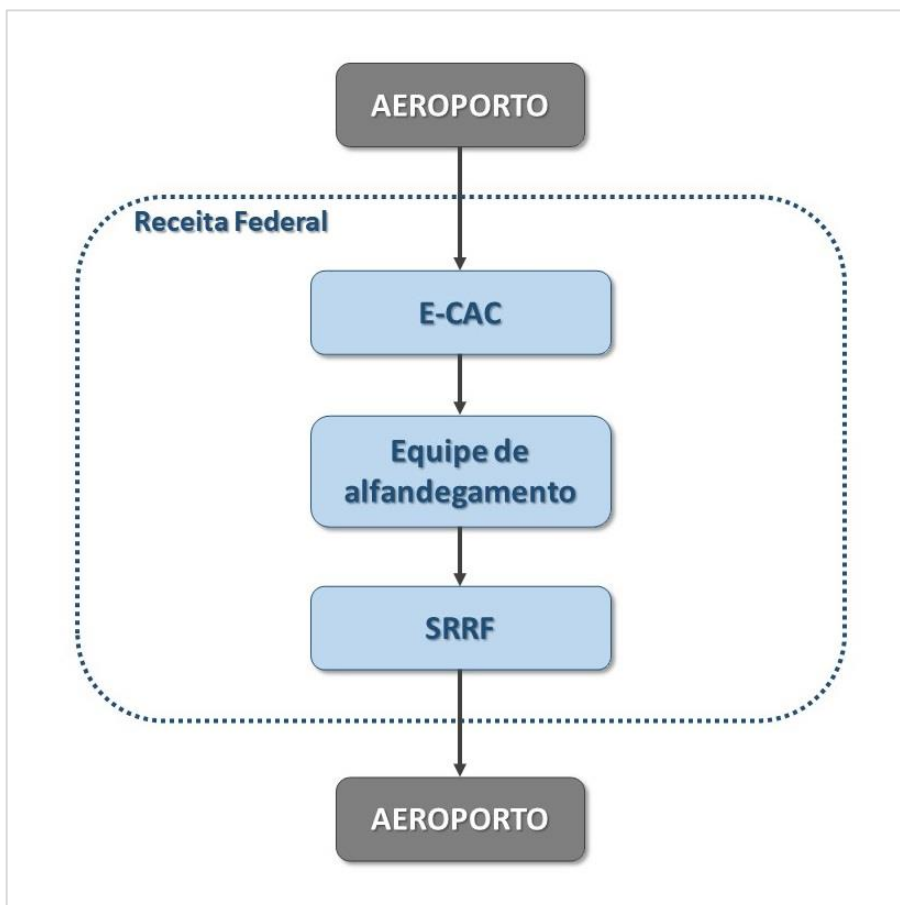 AEROPORTO
Receita Federal
E-CAC
Equipe de
alfandegamento
SRRF
AEROPORTO